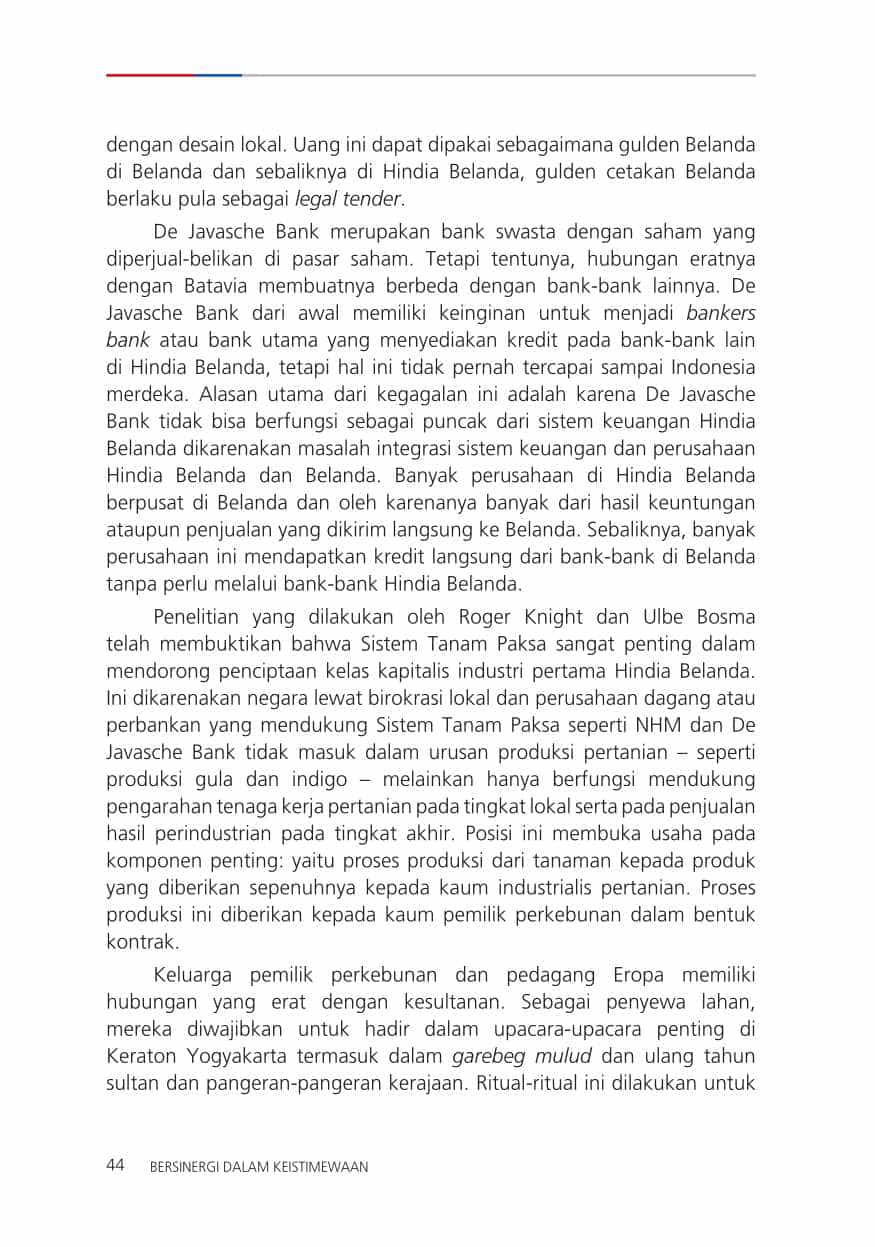 dengan desain lokal. Uang ini dapat dipakai sebagaimana gulden Belanda
di Belanda dan sebaliknya di Hindia Belanda, gulden cetakan Belanda
berlaku pula sebagai legal tender.
De Javasche Bank merupakan bank swasta dengan saham yang
diperjual-belikan di pasar saham. Tetapi tentunya, hubungan eratnya
dengan Batavia membuatnya berbeda dengan bank-bank lainnya. De
Javasche Bank dari awal memiliki keinginan untuk menjadi bankers
bank atau bank utama yang menyediakan kredit pada bank-bank lain
di Hindia Belanda, tetapi hal ini tidak pernah tercapai sampai Indonesia
merdeka. Alasan utama dari kegagalan ini adalah karena De Javasche
Bank tidak bisa berfungsi sebagai puncak dari sistem keuangan Hindia
Belanda dikarenakan masalah integrasi sistem keuangan dan perusahaan
Hindia Belanda dan Belanda. Banyak perusahaan di Hindia Belanda
berpusat di Belanda dan oleh karenanya banyak dari hasil keuntungan
ataupun penjualan yang dikirim langsung ke Belanda. Sebaliknya, banyak
perusahaan ini mendapatkan kredit langsung dari bank-bank di Belanda
tanpa perlu melalui bank-bank Hindia Belanda.
Penelitian yang dilakukan oleh Roger Knight dan Ulbe Bosma
telah membuktikan bahwa Sistem Tanam Paksa sangat penting dalam
mendorong penciptaan kelas kapitalis industri pertama Hindia Belanda.
Ini dikarenakan negara lewat birokrasi lokal dan perusahaan dagang atau
perbankan yang mendukung Sistem Tanam Paksa seperti NHM dan De
Javasche Bank tidak masuk dalam urusan produksi pertanian – seperti
produksi gula dan indigo – melainkan hanya berfungsi mendukung
pengarahan tenaga kerja pertanian pada tingkat lokal serta pada penjualan
hasil perindustrian pada tingkat akhir. Posisi ini membuka usaha pada
komponen penting: yaitu proses produksi dari tanaman kepada produk
yang diberikan sepenuhnya kepada kaum industrialis pertanian. Proses
produksi ini diberikan kepada kaum pemilik perkebunan dalam bentuk
kontrak.
Keluarga pemilik perkebunan dan pedagang Eropa memiliki
hubungan yang erat dengan kesultanan. Sebagai penyewa lahan,
mereka diwajibkan untuk hadir dalam upacara-upacara penting di
Keraton Yogyakarta termasuk dalam garebeg mulud dan ulang tahun
sultan dan pangeran-pangeran kerajaan. Ritual-ritual ini dilakukan untuk
44 BERSINERGI DALAM KEISTIMEWAAN